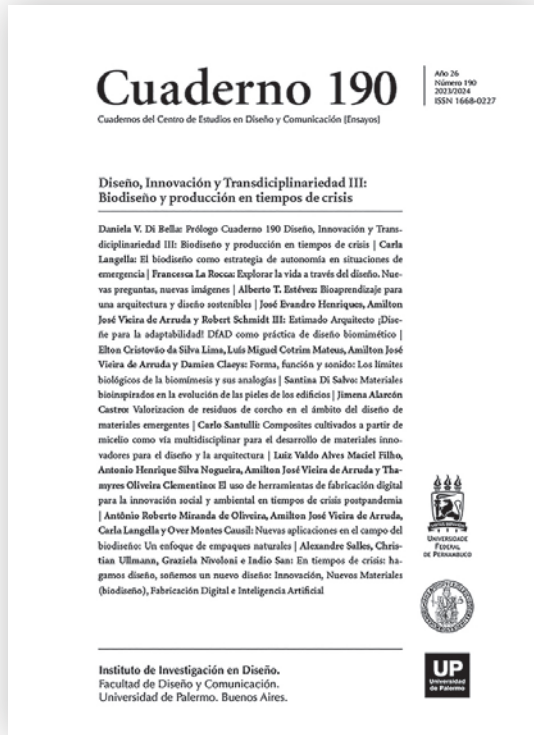 Cuaderno 190
Cuadernos del Centro de Estudios en Diseño y Comunicación [Ensayos]
Año 26
Número 190
2023/2024
ISSN 1668-0227
Diseño, Innovación y Transdiciplinariedad III:
Biodiseño y producción en tiempos de crisis
Daniela V. Di Bella: Prólogo Cuaderno 190 Diseño, Innovación y Trans-
diciplinariedad III: Biodiseño y producción en tiempos de crisis | Carla
Langella: El biodiseño como estrategia de autonomía en situaciones de
emergencia | Francesca La Rocca: Explorar la vida a través del diseño. Nue-
vas preguntas, nuevas imágenes | Alberto T. Estévez: Bioaprendizaje para
una arquitectura y diseño sostenibles | José Evandro Henriques, Amilton
José Vieira de Arruda y Robert Schmidt III: Estimado Arquitecto ¡Dise-
ñe para la adaptabilidad! DfAD como práctica de diseño biomimético |
Elton Cristovão da Silva Lima, Luís Miguel Cotrim Mateus, Amilton José
Vieira de Arruda y Damien Claeys: Forma, función y sonido: Los límites
biológicos de la biomímesis y sus analogías | Santina Di Salvo: Materiales
bioinspirados en la evolución de las pieles de los edificios | Jimena Alarcón
Castro: Valorizacion de residuos de corcho en el ámbito del diseño de
materiales emergentes | Carlo Santulli: Composites cultivados a partir de
micelio como vía multidisciplinar para el desarrollo de materiales inno-
vadores para el diseño y la arquitectura | Luiz Valdo Alves Maciel Filho,
Antonio Henrique Silva Nogueira, Amilton José Vieira de Arruda y Tha-
myres Oliveira Clementino: El uso de herramientas de fabricación digital
para la innovación social y ambiental en tiempos de crisis postpandemia
| Antônio Roberto Miranda de Oliveira, Amilton José Vieira de Arruda,
Carla Langella y Over Montes Causil: Nuevas aplicaciones en el campo del
biodiseño: Un enfoque de empaques naturales | Alexandre Salles, Chris-
tian Ullmann, Graziela Nivoloni e Indio San: En tiempos de crisis: ha-
gamos diseño, soñemos un nuevo diseño: Innovación, Nuevos Materiales
(biodiseño), Fabricación Digital e Inteligencia Artificial
UNIVERSIDADE
FEDERAL
DE PERNAMBUCO
UP
Universidad
de Palermo
Instituto de Investigación en Diseño.
Facultad de Diseño y Comunicación.
Universidad de Palermo. Buenos Aires.